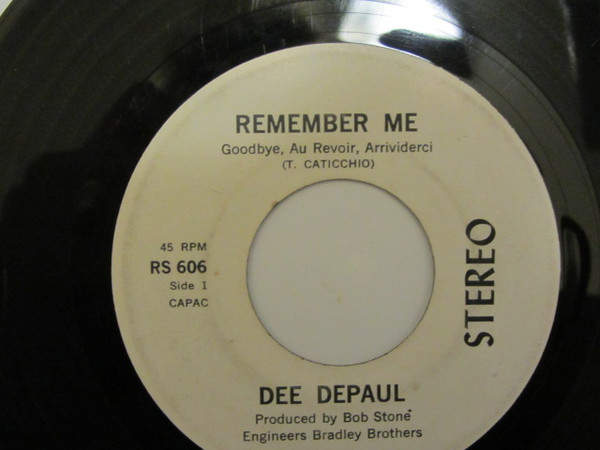 REMEMBER ME
Goodbye, Au Revoir, Arrividerci
(T. CATICCHIO)
45 RPM
RS 606
Side 1
CAPAC
STEREO
DEE DEPAUL
Produced by Bob Stone
Engineers Bradley Brothers